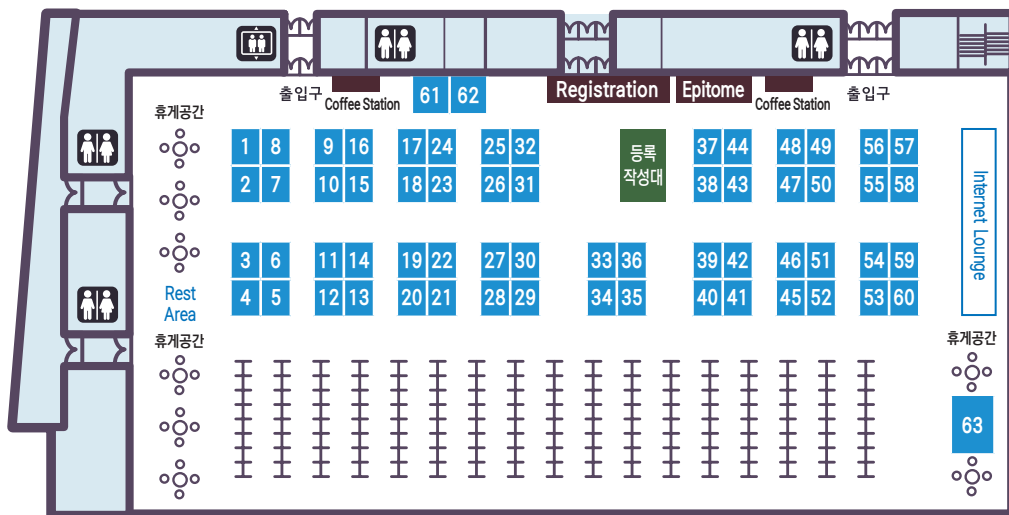 출입구
Coffee Station
61 62
Registration
Epitome
Coffee Station
출입구
휴게공간
1 8 9 16 17 24 25 32
등록
작성대
37 44 48 49 56 57
2 7 10 15 18 23 26 31 38 43 47 50 55 58
Internet Lounge
3 6 11 14 19 22 27 30 33 36 39 42 46 51 54 59
4 5 12 13 20 21 28 29 34 35 40 41 45 52 53 60
Rest
Area
휴게공간
휴게공간
63